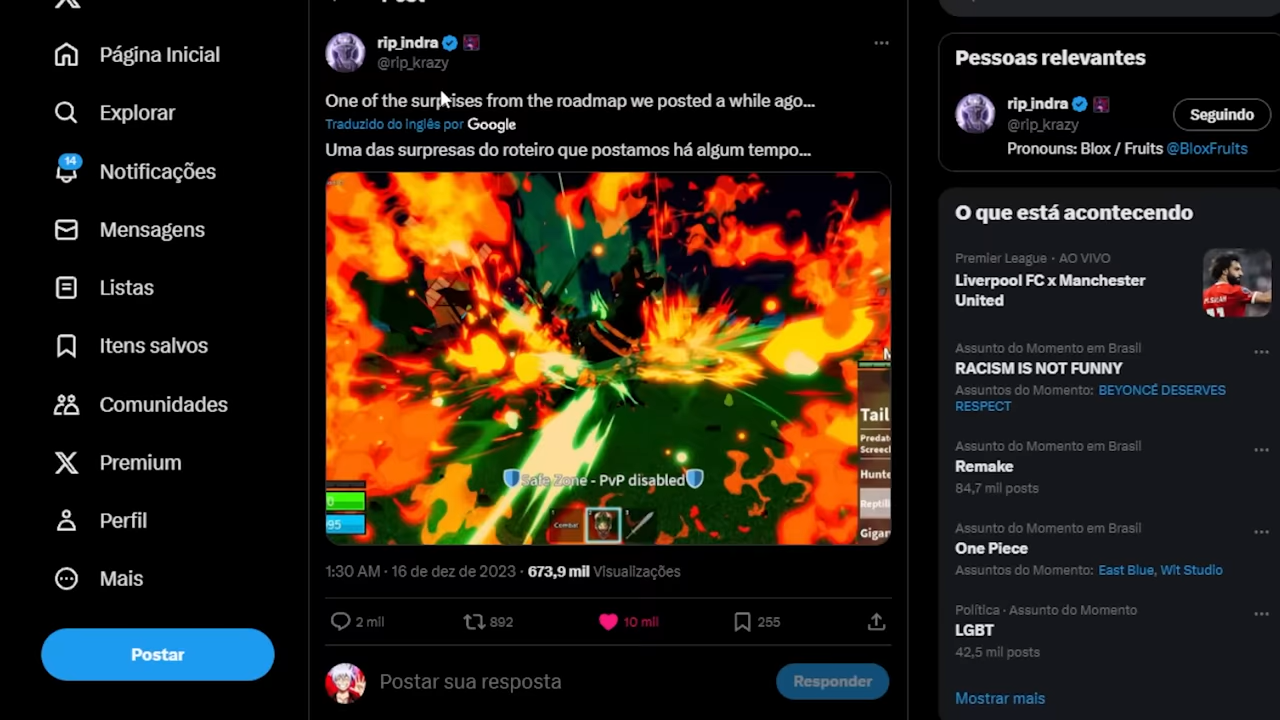 Página Inicial
Explorar
14
Notificações
Mensagens
Listas
Itens salvos
Comunidades
Premium
Perfil
Mais
Postar
rip_indra
@rip_krazy
One of the surprises from the roadmap we posted a while ago...
Traduzido do inglês por Google
Uma das surpresas do roteiro que postamos há algum tempo...
Tail
Screech
Hunte
Reptili
Gigan
Safe Zone - PvP disabled
0
95
Combat
1:30 AM · 16 de dez de 2023 · 673,9 mil Visualizações
2 mil
892
10 mil
255
Postar sua resposta
Responder
Pessoas relevantes
rip_indra
@rip_krazy
Seguindo
Pronouns: Blox / Fruits @BloxFruits
O que está acontecendo
Premier League · AO VIVO
Liverpool FC x Manchester
United
Assunto do Momento em Brasil
RACISM IS NOT FUNNY
Assuntos do Momento: BEYONCÉ DESERVES
RESPECT
Assunto do Momento em Brasil
Remake
84,7 mil posts
Assunto do Momento em Brasil
One Piece
Assuntos do Momento: East Blue, Wit Studio
Política · Assunto do Momento
LGBT
42,5 mil posts
Mostrar mais